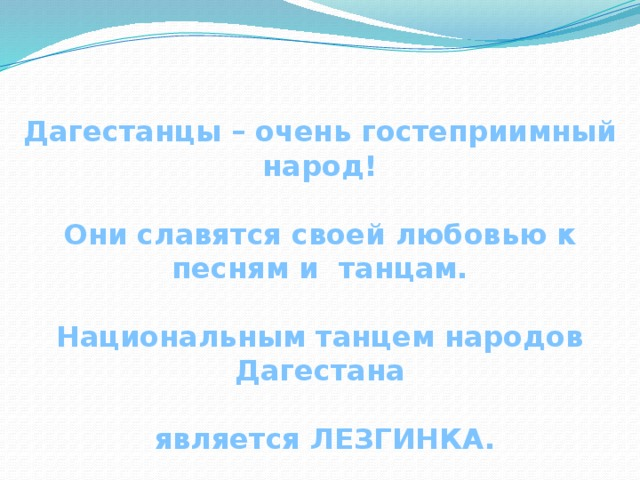 Дагестанцы – очень гостеприимный
народ!
Они славятся своей любовью к
песням и  танцам.
Национальным танцем народов
Дагестана
является ЛЕЗГИНКА.